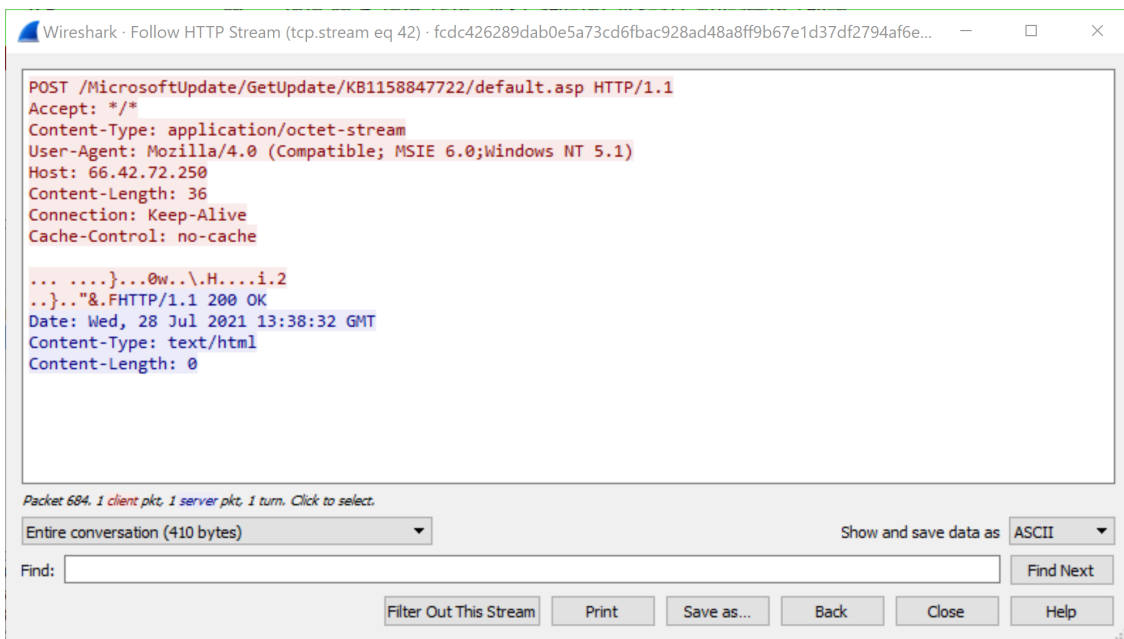 Wireshark · Follow HTTP Stream (tcp.stream eq 42) · fcdc426289dab0e5a73cd6fbac928ad48a8ff9b67e1d37df2794af6e...
POST /MicrosoftUpdate/GetUpdate/KB1158847722/default.asp HTTP/1.1
Accept: */*
Content-Type: application/octet-stream
User-Agent: Mozilla/4.0 (Compatible; MSIE 6.0;Windows NT 5.1)
Host: 66.42.72.250
Content-Length: 36
Connection: Keep-Alive
Cache-Control: no-cache
... ....}...0w..\.H....i.2
..}.."&.FHTTP/1.1 200 OK
Date: Wed, 28 Jul 2021 13:38:32 GMT
Content-Type: text/html
Content-Length: 0
Packet 684. 1 client pkt, 1 server pkt, 1 turn. Click to select.
Entire conversation (410 bytes)
Show and save data as ASCII
Find:
Find Next
Filter Out This Stream
Print
Save as...
Back
Close
Help